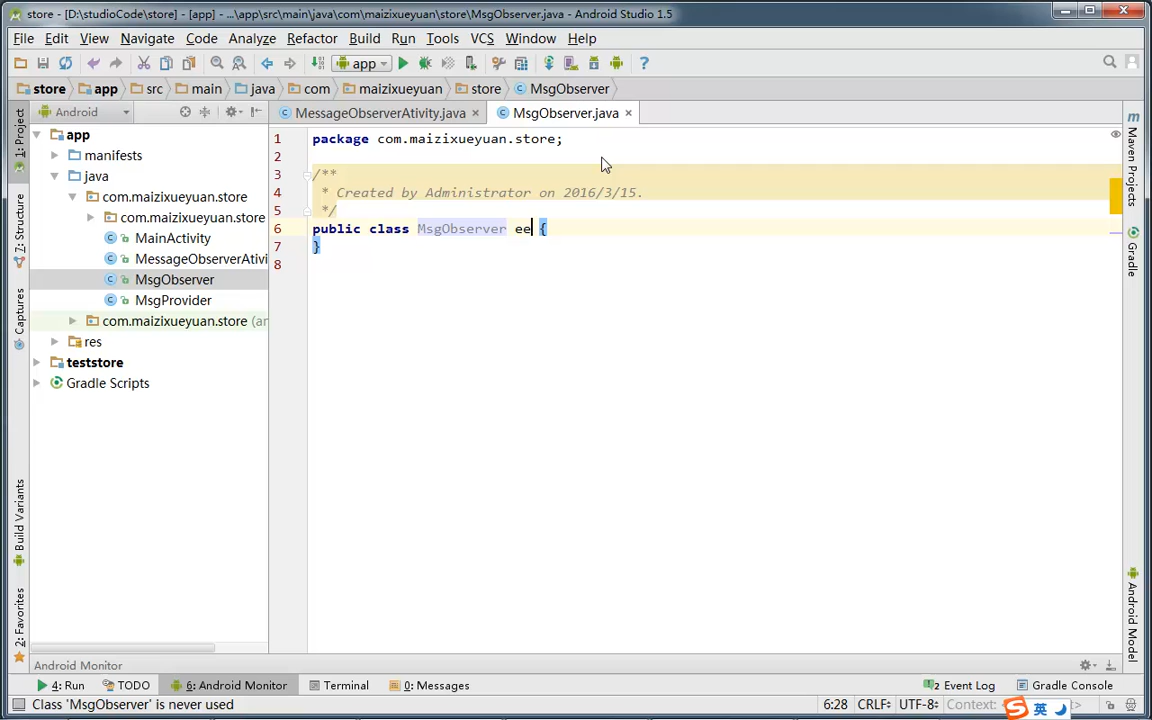 store - [D:\studioCode\store] - [app] - ...\app\src\main\java\com\maizixueyuan\store\MsgObserver.java - Android Studio 1.5
File Edit View Navigate Code Analyze Refactor Build Run Tools VCS Window Help
app
store app src main java com maizixueyuan store MsgObserver
Android
MessageObserverAtivity.java
MsgObserver.java
1: Project
7: Structure
Captures
Build Variants
2: Favorites
app
manifests
java
com.maizixueyuan.store
com.maizixueyuan.store
MainActivity
MessageObserverAtivi
MsgObserver
MsgProvider
com.maizixueyuan.store (ar
res
teststore
Gradle Scripts
1 package com.maizixueyuan.store;
2
3 /**
4 * Created by Administrator on 2016/3/15.
5 */
6 public class MsgObserver ee {
7 }
8
Maven Projects
Gradle
Android Model
Android Monitor
4: Run TODO 6: Android Monitor Terminal 0: Messages
2 Event Log Gradle Console
Class 'MsgObserver' is never used
6:28 CRLF UTF-8 Context:
英